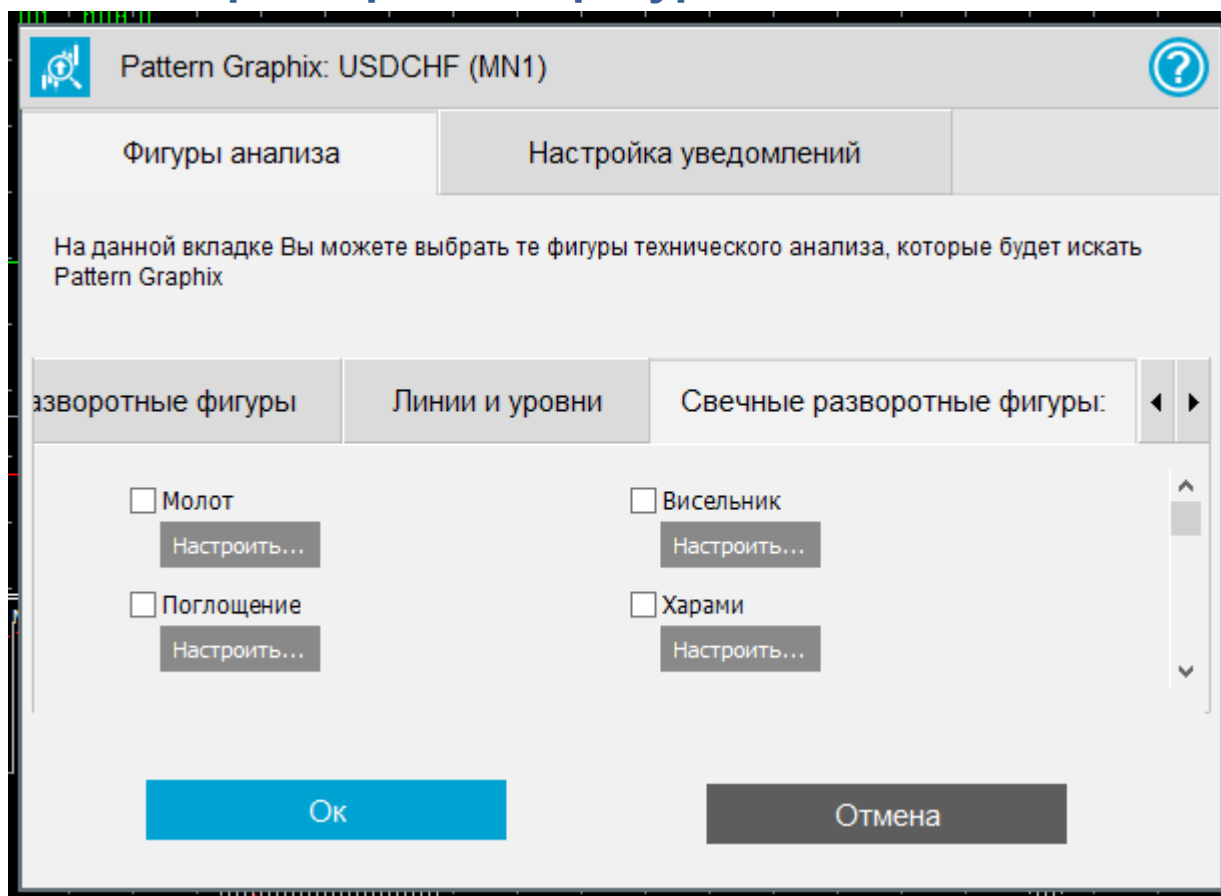 Pattern Graphix: USDCHF (MN1)
Фигуры анализа
Настройка уведомлений
На данной вкладке Вы можете выбрать те фигуры технического анализа, которые будет искать
Pattern Graphix
азворотные фигуры
Линии и уровни
Свечные разворотные фигуры:
Молот
Висельник
Настроить...
Настроить...
Поглощение
Харами
Настроить...
Настроить...
Ок
Отмена